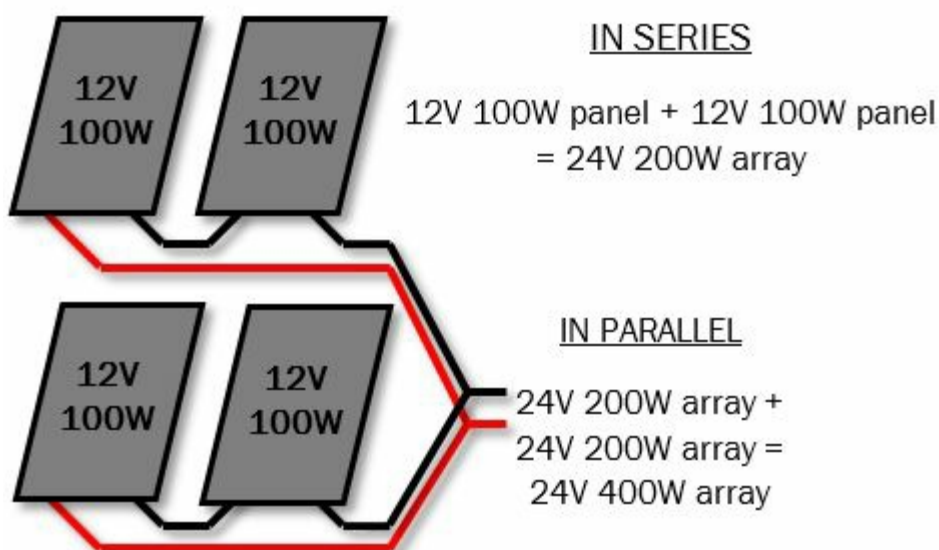 12V
100W
12V
100W
IN SERIES
12V 100W panel + 12V 100W panel
= 24V 200W array
12V
100W
12V
100W
IN PARALLEL
24V 200W array +
24V 200W array =
24V 400W array